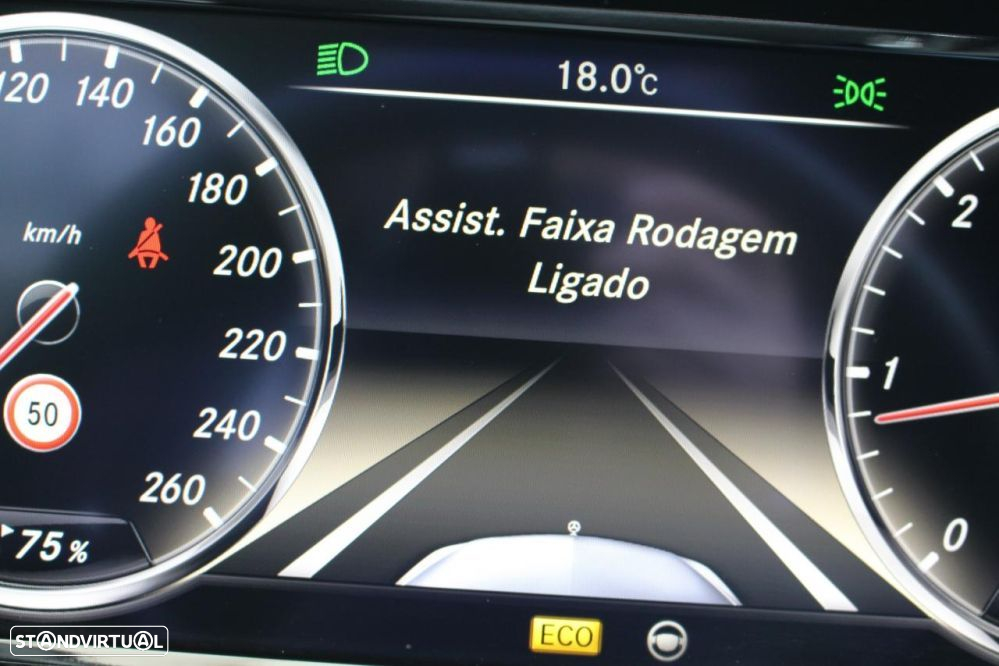 18.0°C
120
140
160
180
200
220
240
260
km/h
50
75 %
Assist. Faixa Rodagem
Ligado
2
1
0
ECO
STANDVIRTUAL